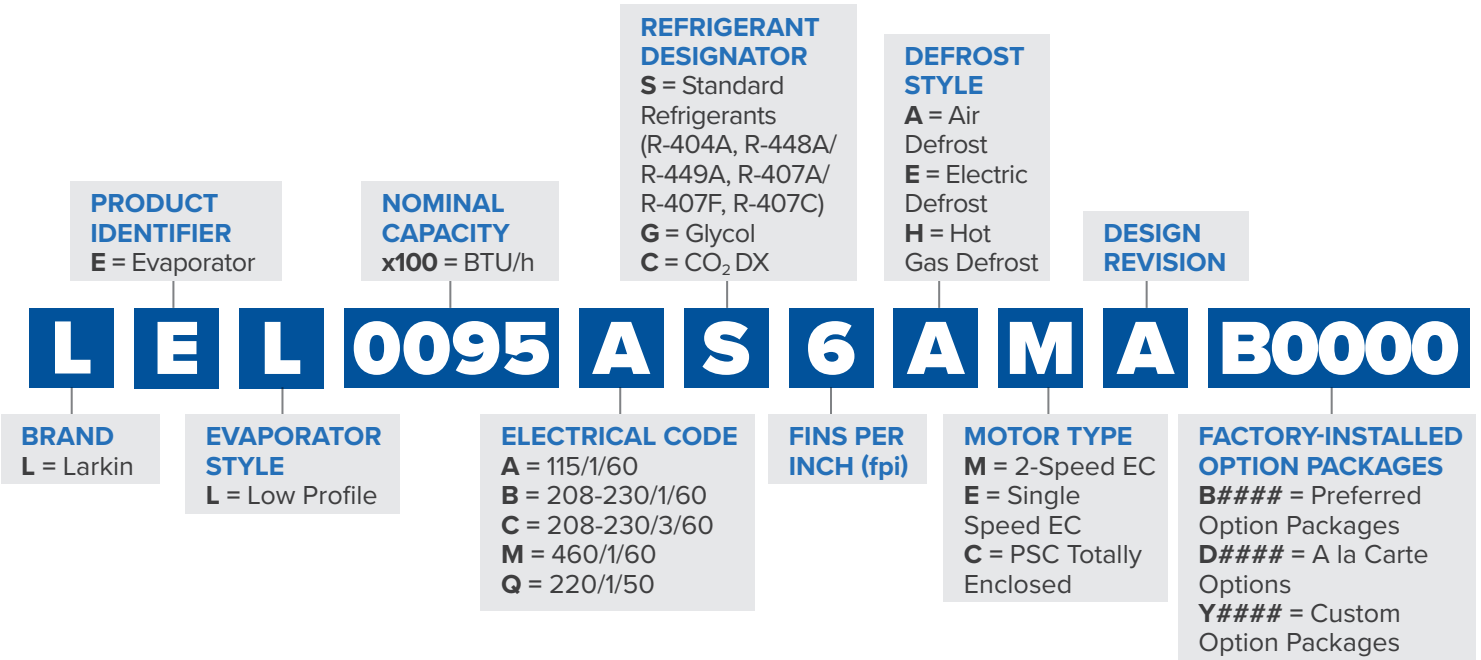 REFRIGERANT
DESIGNATOR
S = Standard
Refrigerants
(R-404A, R-448A/
R-449A, R-407A/
R-407F, R-407C)
G = Glycol
C = CO₂ DX
DEFROST
STYLE
A = Air
Defrost
E = Electric
Defrost
H = Hot
Gas Defrost
PRODUCT
IDENTIFIER
E = Evaporator
NOMINAL
CAPACITY
x100 = BTU/h
DESIGN
REVISION
L E L 0095 A S 6 A M A B0000
BRAND
L = Larkin
EVAPORATOR
STYLE
L = Low Profile
ELECTRICAL CODE
A = 115/1/60
B = 208-230/1/60
C = 208-230/3/60
M = 460/1/60
Q = 220/1/50
FINS PER
INCH (fpi)
MOTOR TYPE
M = 2-Speed EC
E = Single
Speed EC
C = PSC Totally
Enclosed
FACTORY-INSTALLED
OPTION PACKAGES
B#### = Preferred
Option Packages
D#### = A la Carte
Options
Y#### = Custom
Option Packages